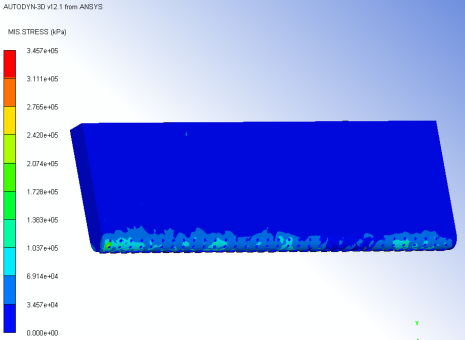 AUTODYN-3D v12.1 from ANSYS
MIS.STRESS (kPa)
3.457e+05
3.111e+05
2.765e+05
2.420e+05
2.074e+05
1.728e+05
1.383e+05
1.037e+05
6.914e+04
3.457e+04
0.000e+00
Y